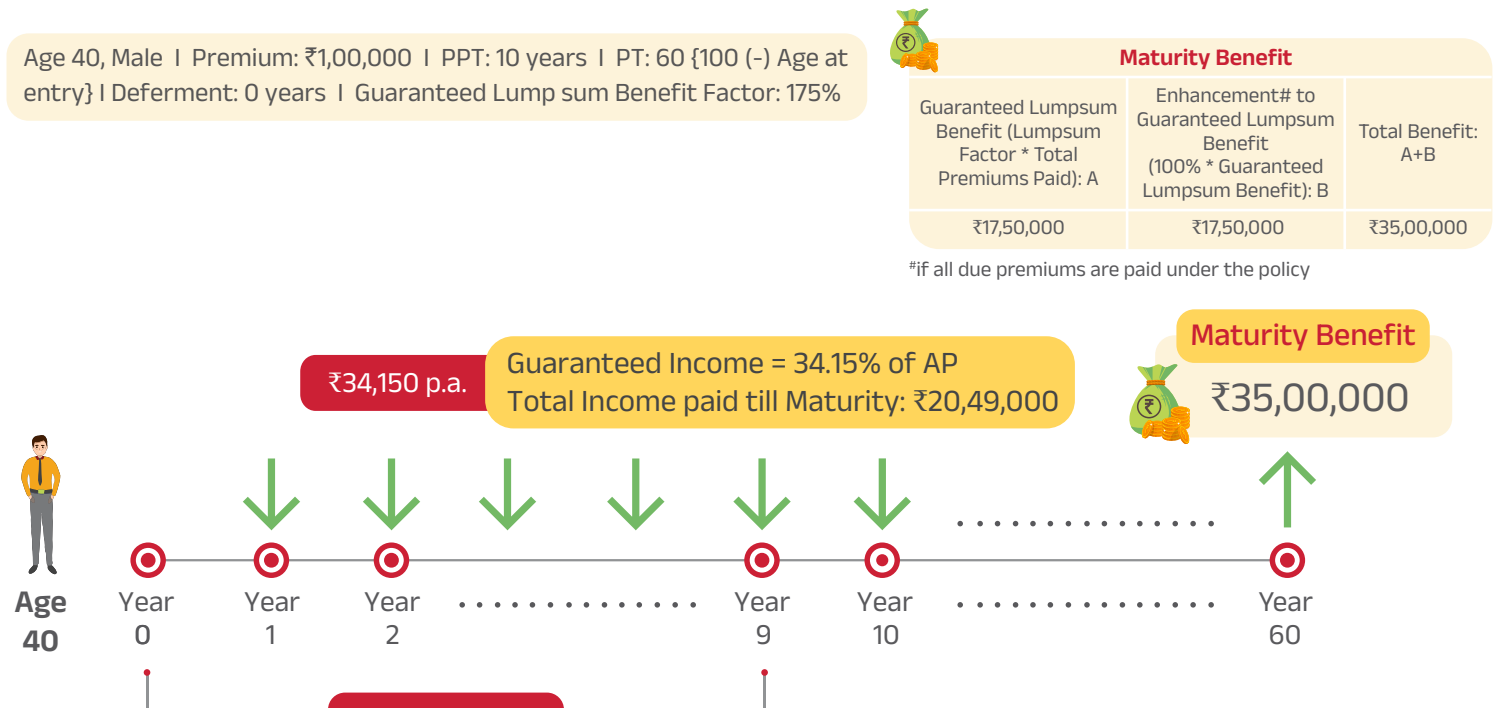 Age 40, Male I Premium: ₹1,00,000 I PPT: 10 years I PT: 60 {100 (-) Age at
entry} I Deferment: 0 years I Guaranteed Lump sum Benefit Factor: 175%
₹
Maturity Benefit
Guaranteed Lumpsum
Benefit (Lumpsum
Factor * Total
Premiums Paid): A
Enhancement# to
Guaranteed Lumpsum
Benefit
(100% * Guaranteed
Lumpsum Benefit): B
Total Benefit:
A+B
₹17,50,000
₹17,50,000
₹35,00,000
#if all due premiums are paid under the policy
₹34,150 p.a.
Guaranteed Income = 34.15% of AP
Total Income paid till Maturity: ₹20,49,000
Maturity Benefit
₹
₹35,00,000
Age
40
Year
0
Year
1
Year
2
Year
9
Year
10
Year
60